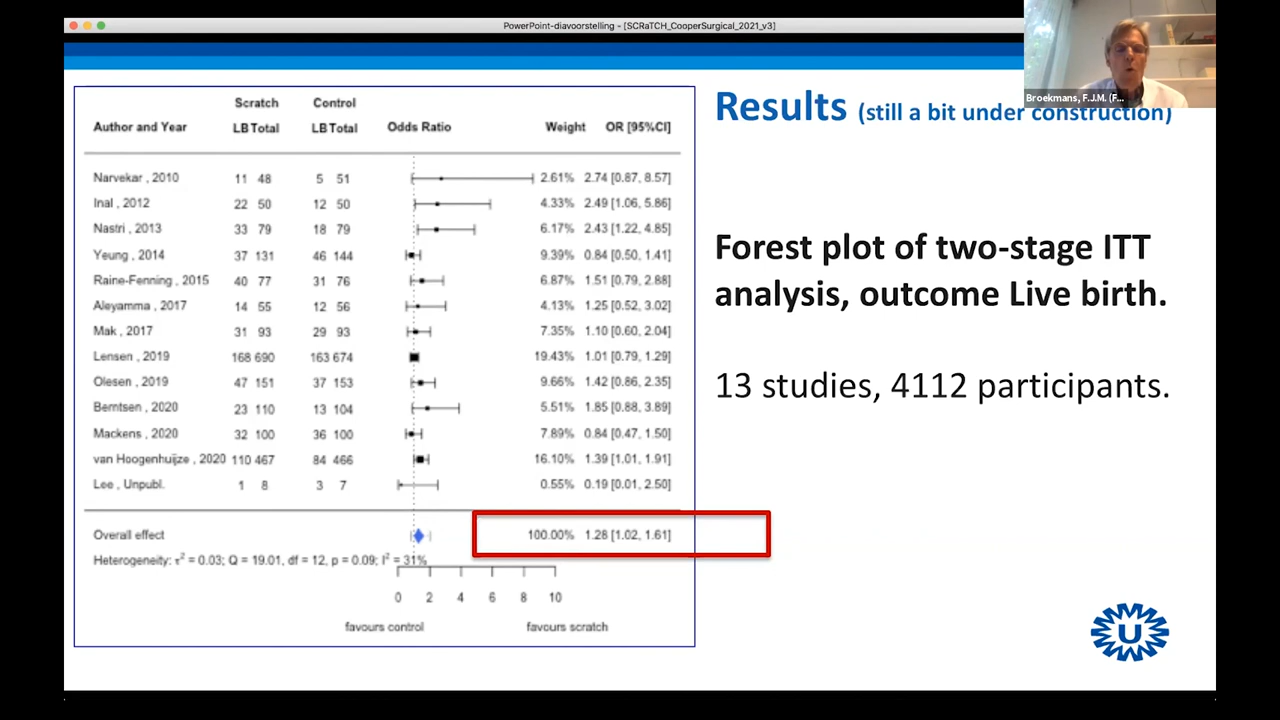 PowerPoint-diavoorstelling - [SCRaTCH_CooperSurgical_2021_v3]
Broekmans, F.J.M. (F...
Results (still a bit under construction)
Scratch Control
Author and Year LB Total LB Total Odds Ratio Weight OR [95%CI]
Narvekar , 2010 11 48 5 51 2.61% 2.74 [0.87, 8.57]
Inal , 2012 22 50 12 50 4.33% 2.49 [1.06, 5.86]
Nastri , 2013 33 79 18 79 6.17% 2.43 [1.22, 4.85]
Yeung , 2014 37 131 46 144 9.39% 0.84 [0.50, 1.41]
Raine-Fenning , 2015 40 77 31 76 6.87% 1.51 [0.79, 2.88]
Aleyamma , 2017 14 55 12 56 4.13% 1.25 [0.52, 3.02]
Mak , 2017 31 93 29 93 7.35% 1.10 [0.60, 2.04]
Lensen , 2019 168 690 163 674 19.43% 1.01 [0.79, 1.29]
Olesen , 2019 47 151 37 153 9.66% 1.42 [0.86, 2.35]
Berntsen , 2020 23 110 13 104 5.51% 1.85 [0.88, 3.89]
Mackens , 2020 32 100 36 100 7.89% 0.84 [0.47, 1.50]
van Hoogenhuijze , 2020 110 467 84 466 16.10% 1.39 [1.01, 1.91]
Lee , Unpubl. 1 8 3 7 0.55% 0.19 [0.01, 2.50]
Overall effect 100.00% 1.28 [1.02, 1.61]
Heterogeneity: τ² = 0.03; Q = 19.01, df = 12, p = 0.09; I² = 31%
0 2 4 6 8 10
favours control favours scratch
Forest plot of two-stage ITT
analysis, outcome Live birth.
13 studies, 4112 participants.
U